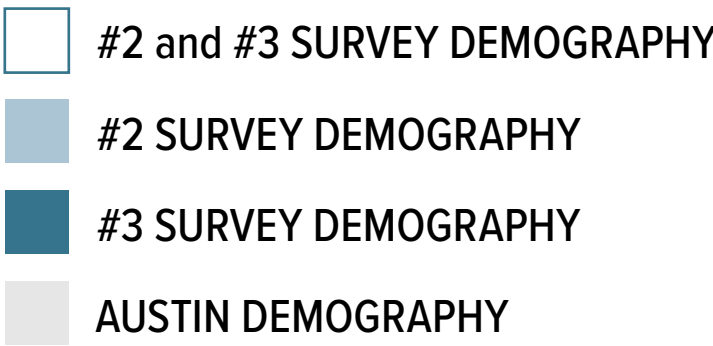 #2 and #3 SURVEY DEMOGRAPHY
#2 SURVEY DEMOGRAPHY
#3 SURVEY DEMOGRAPHY
AUSTIN DEMOGRAPHY